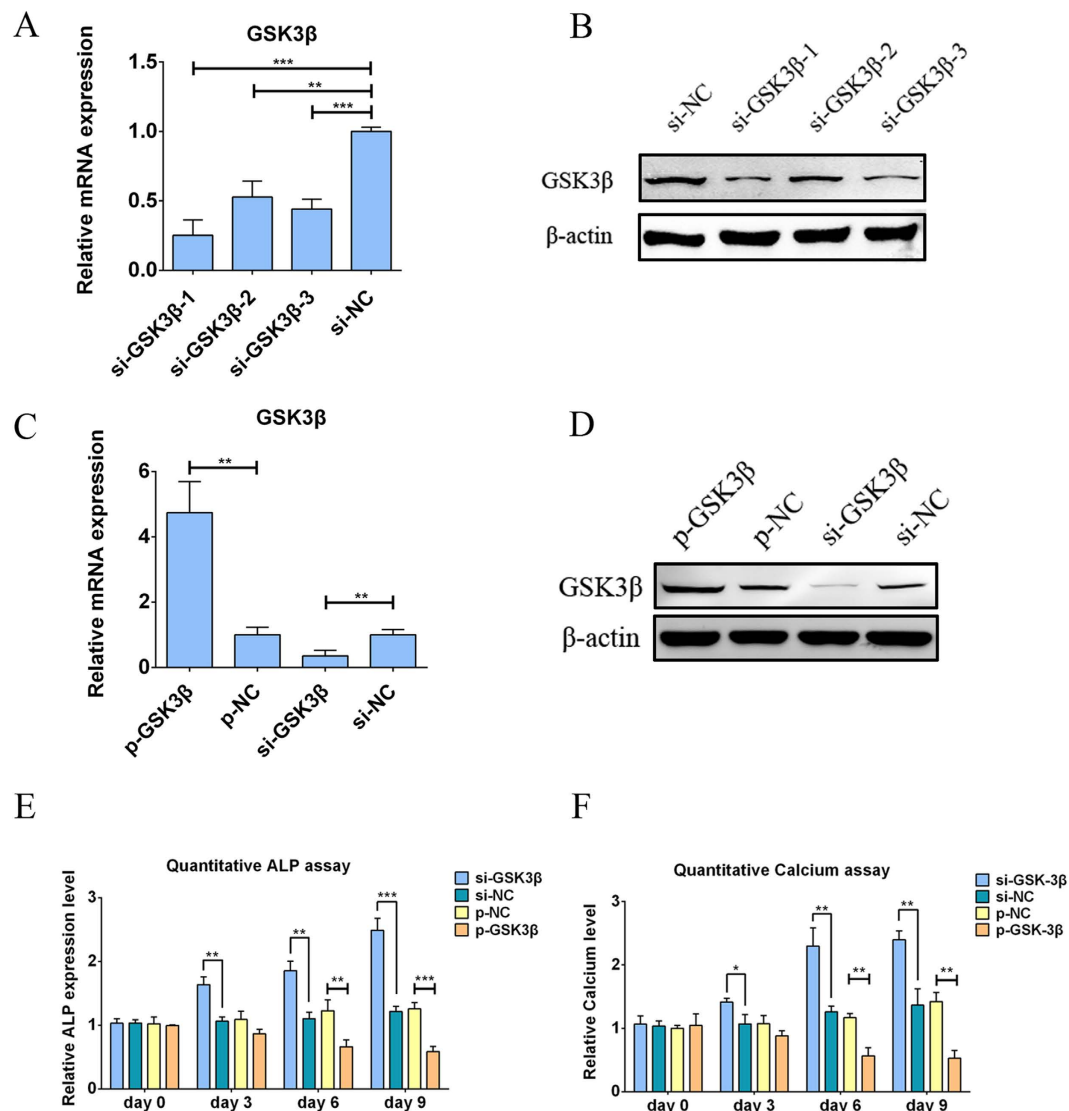 A
GSK3β
Relative mRNA expression
1.5
1.0
0.5
0.0
***
**
***
si-GSK3β-1
si-GSK3β-2
si-GSK3β-3
si-NC
B
si-NC
si-GSK3β-1
si-GSK3β-2
si-GSK3β-3
GSK3β
β-actin
C
GSK3β
Relative mRNA expression
6
4
2
0
**
**
p-GSK3β
p-NC
si-GSK3β
si-NC
D
p-GSK3β
p-NC
si-GSK3β
si-NC
GSK3β
β-actin
E
Quantitative ALP assay
Relative ALP expression level
3
2
1
0
**
**
**
***
***
day 0 day 3 day 6 day 9
si-GSK3β
si-NC
p-NC
p-GSK3β
F
Quantitative Calcium assay
Relative Calcium level
3
2
1
0
*
**
**
**
**
day 0 day 3 day 6 day 9
si-GSK-3β
si-NC
p-NC
p-GSK-3β